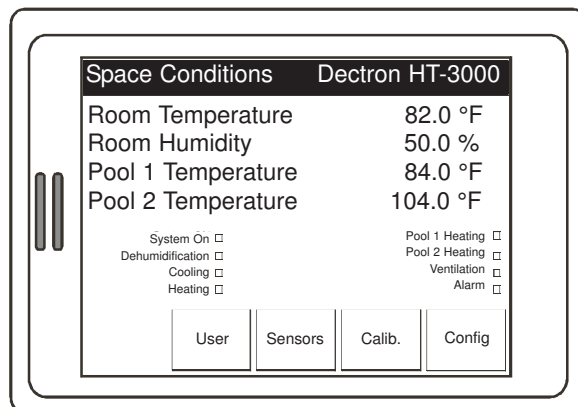 Space Conditions Dectron HT-3000
Room Temperature 82.0 °F
Room Humidity 50.0 %
Pool 1 Temperature 84.0 °F
Pool 2 Temperature 104.0 °F
System On Pool 1 Heating
Dehumidification Pool 2 Heating
Cooling Ventilation
Heating Alarm
User Sensors Calib. Config